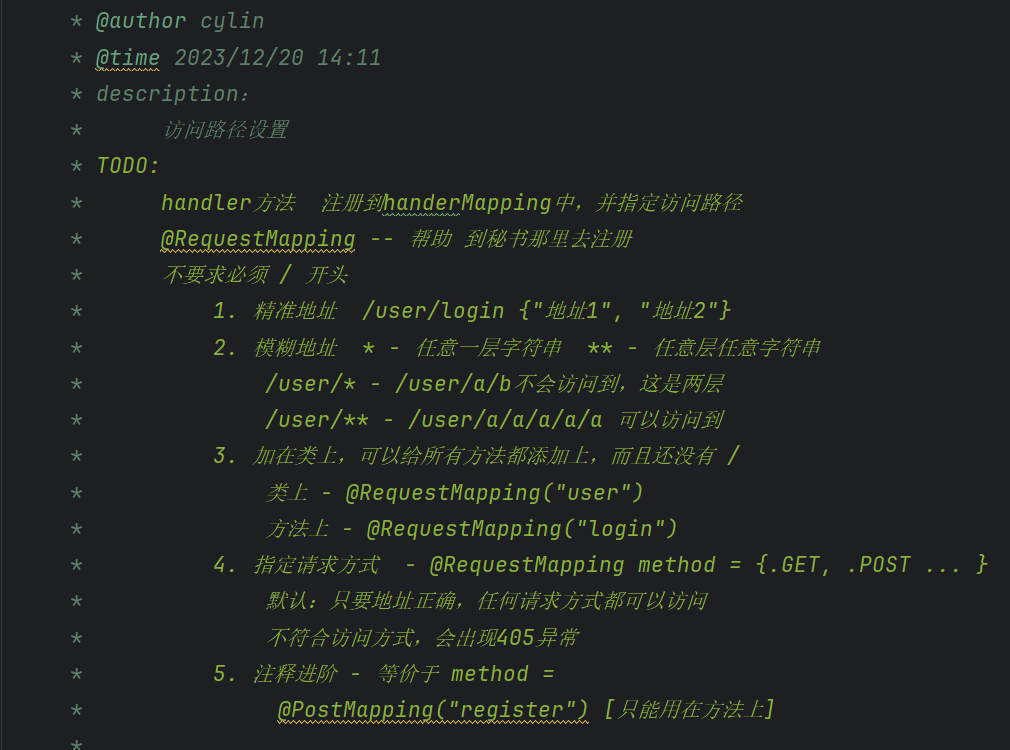 * @author cylin
* @time 2023/12/20 14:11
* description：
* 访问路径设置
* TODO:
* handler方法 注册到handerMapping中，并指定访问路径
* @RequestMapping -- 帮助 到秘书那里去注册
* 不要求必须 / 开头
* 1. 精准地址 /user/login {"地址1", "地址2"}
* 2. 模糊地址 * - 任意一层字符串 ** - 任意层任意字符串
* /user/* - /user/a/b不会访问到，这是两层
* /user/** - /user/a/a/a/a/a 可以访问到
* 3. 加在类上，可以给所有方法都添加上，而且还没有 /
* 类上 - @RequestMapping("user")
* 方法上 - @RequestMapping("login")
* 4. 指定请求方式 - @RequestMapping method = {.GET, .POST ... }
* 默认：只要地址正确，任何请求方式都可以访问
* 不符合访问方式，会出现405异常
* 5. 注释进阶 - 等价于 method =
* @PostMapping("register") [只能用在方法上]
*